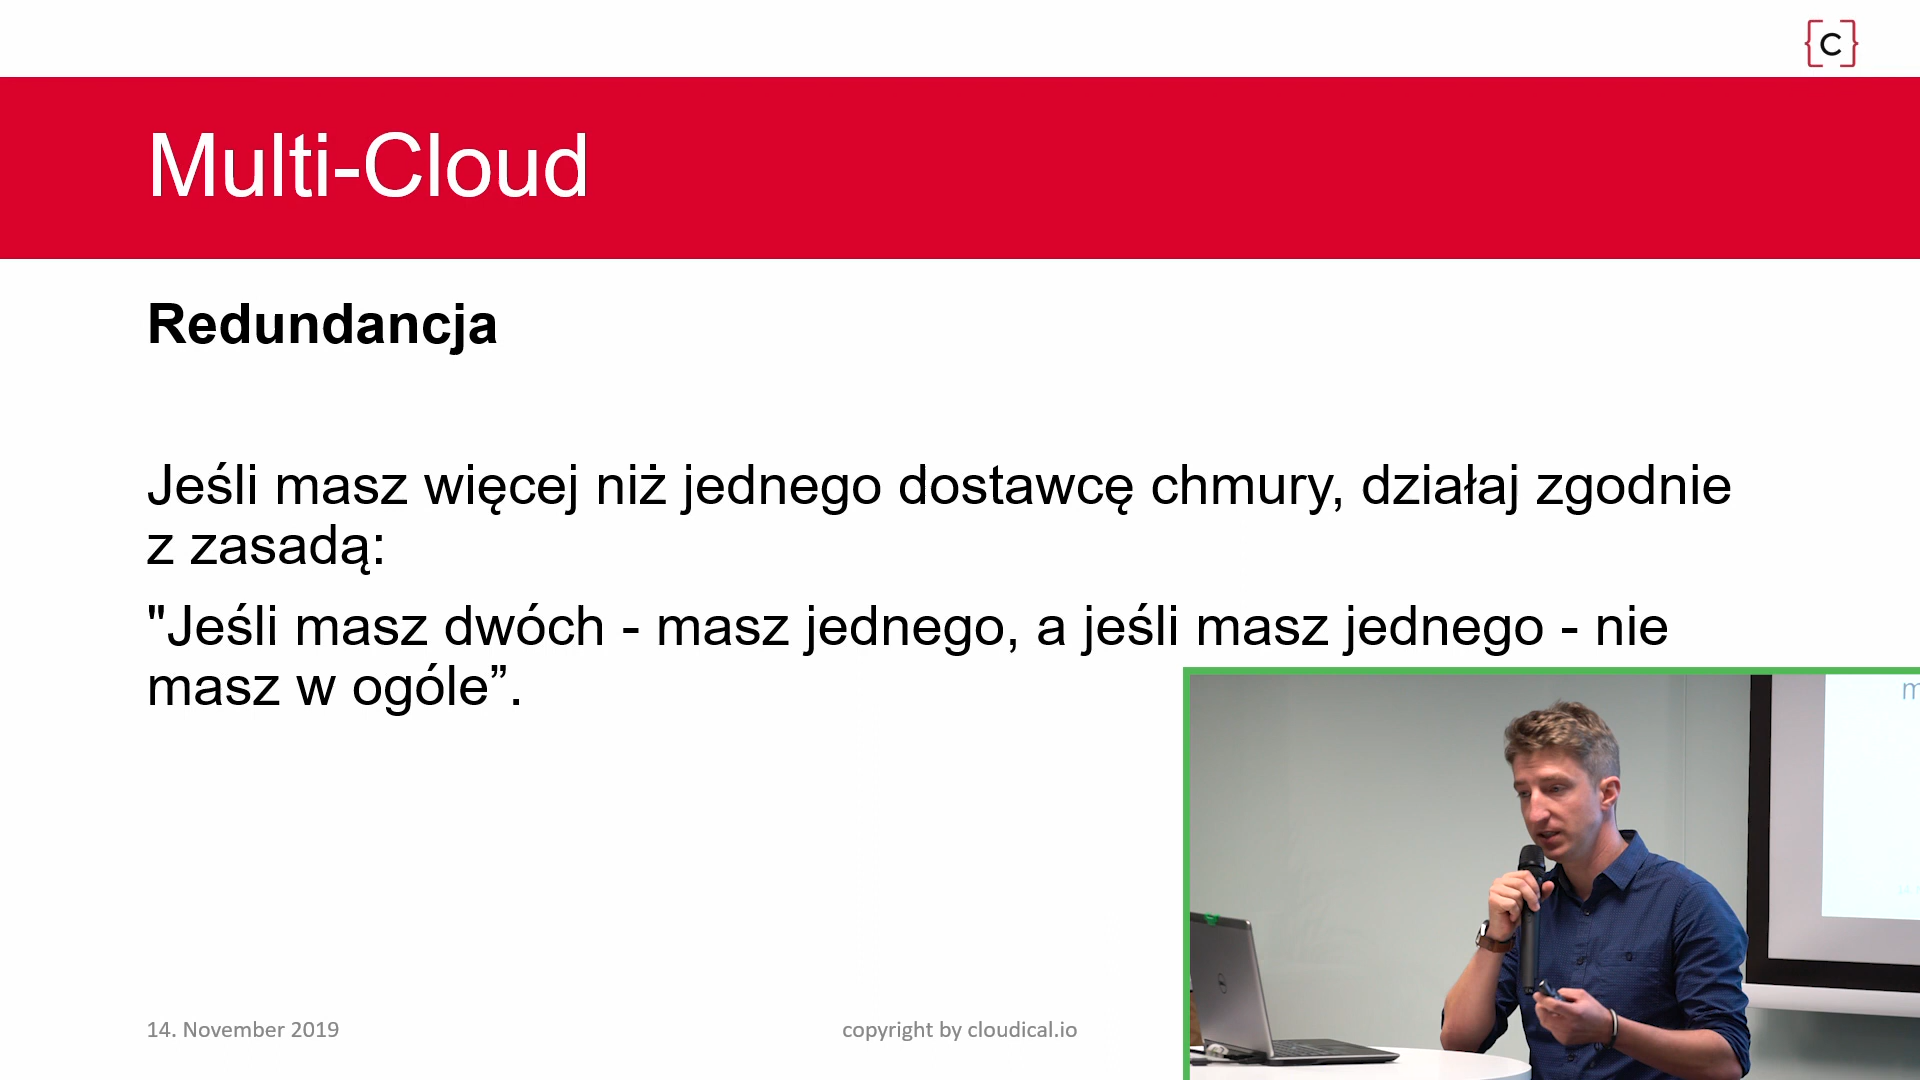 C
Multi-Cloud
Redundancja
Jeśli masz więcej niż jednego dostawcę chmury, działaj zgodnie
z zasadą:
"Jeśli masz dwóch - masz jednego, a jeśli masz jednego - nie
masz w ogóle”.
m
14. November 2019
copyright by cloudical.io